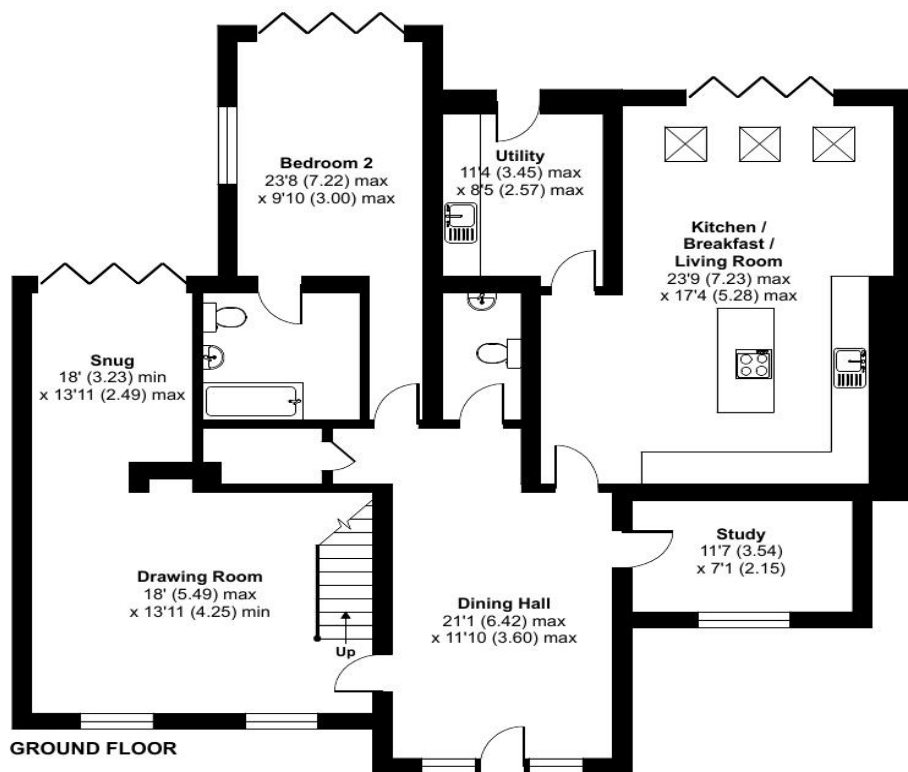 Bedroom 2
23'8 (7.22) max
x 9'10 (3.00) max
Utility
11'4 (3.45) max
x 8'5 (2.57) max
Kitchen /
Breakfast /
Living Room
23'9 (7.23) max
x 17'4 (5.28) max
Snug
18' (3.23) min
x 13'11 (2.49) max
Study
11'7 (3.54)
x 7'1 (2.15)
Drawing Room
18' (5.49) max
x 13'11 (4.25) min
Dining Hall
21'1 (6.42) max
x 11'10 (3.60) max
Up
GROUND FLOOR